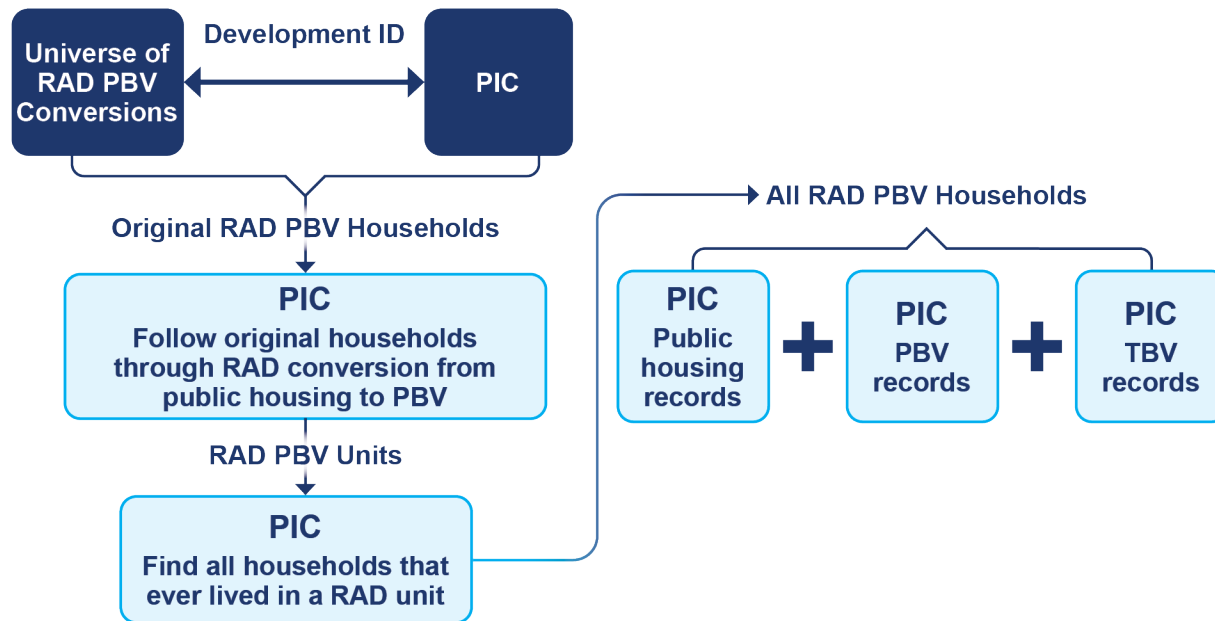 Universe of
RAD PBV
Conversions
Development ID
PIC
Original RAD PBV Households
PIC
Follow original households
through RAD conversion from
public housing to PBV
RAD PBV Units
PIC
Find all households that
ever lived in a RAD unit
All RAD PBV Households
PIC
Public
housing
records
+
PIC
PBV
records
+
PIC
TBV
records